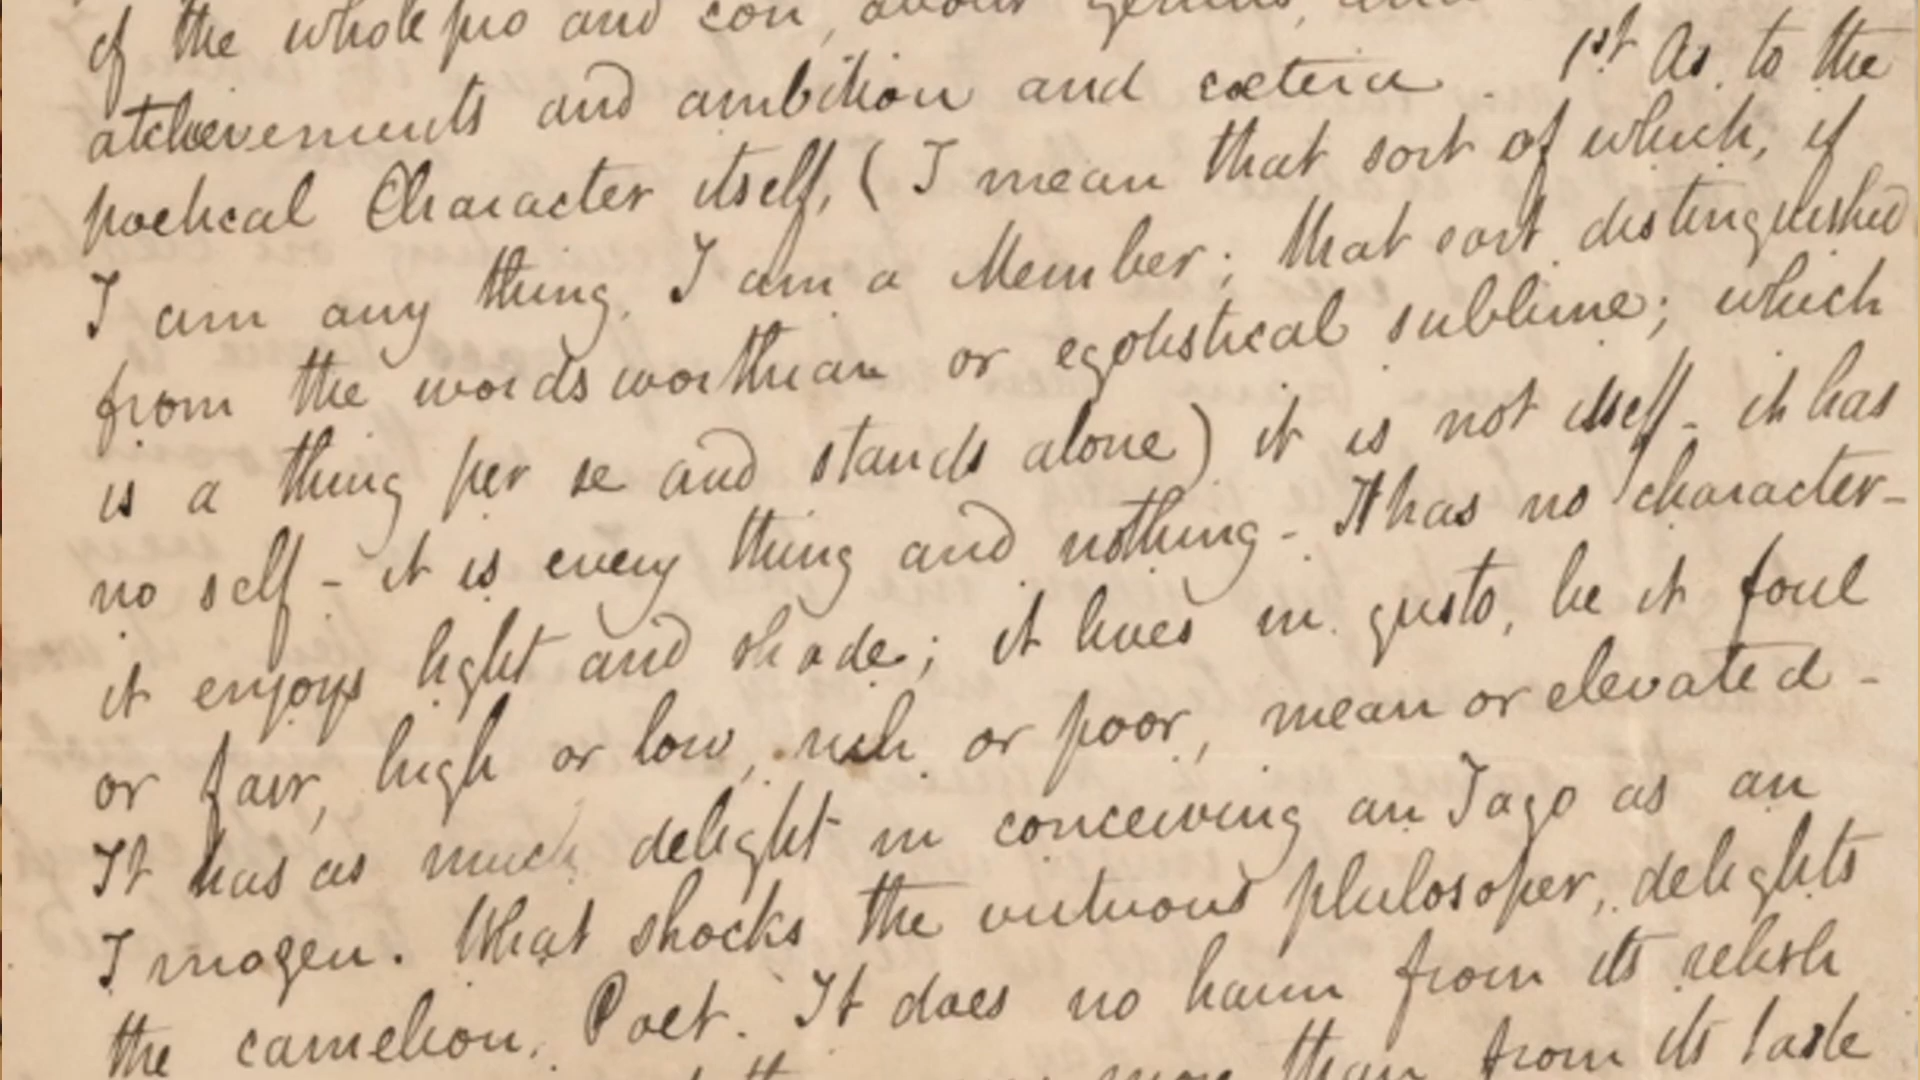 of the whole pro and con, about genius, and
atchievements and ambition and cœtera. 1st As to the
poetical Character itself, (I mean that sort of which, if
I am any thing, I am a Member; that sort distinguished
from the wordsworthian or egotistical sublime; which
is a thing per se and stands alone) it is not itself - it has
no self - it is every thing and nothing - It has no character -
it enjoys light and shade; it lives in gusto, be it foul
or fair, high or low, rich or poor, mean or elevated -
It has as much delight in conceiving an Iago as an
Imogen. What shocks the virtuous philosoper, delights
the camelion Poet. It does no harm from its relish
more than from its taste